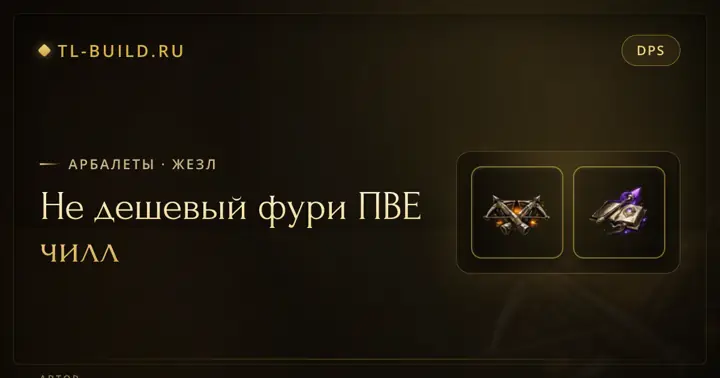 TL-BUILD.RU
DPS
АРБАЛЕТЫ · ЖЕЗЛ
Не дешевый фури ПВЕ
чилл